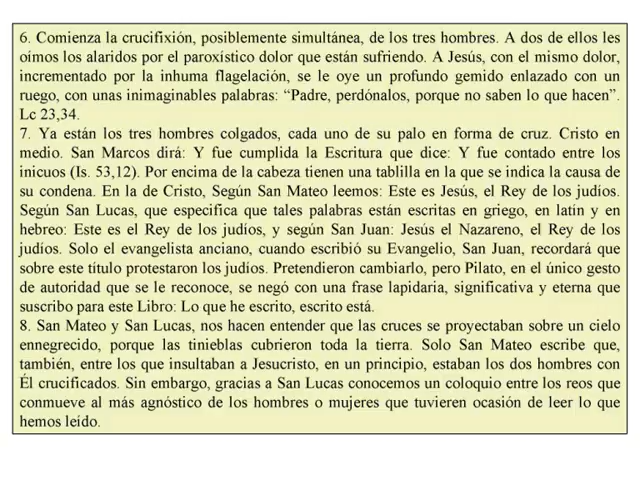 6. Comienza la crucifixión, posiblemente simultánea, de los tres hombres. A dos de ellos les
oímos los alaridos por el paroxístico dolor que están sufriendo. A Jesús, con el mismo dolor,
incrementado por la inhuma flagelación, se le oye un profundo gemido enlazado con un
ruego, con unas inimaginables palabras: “Padre, perdónalos, porque no saben lo que hacen”.
Lc 23,34.
7. Ya están los tres hombres colgados, cada uno de su palo en forma de cruz. Cristo en
medio. San Marcos dirá: Y fue cumplida la Escritura que dice: Y fue contado entre los
inicuos (Is. 53,12). Por encima de la cabeza tienen una tablilla en la que se indica la causa de
su condena. En la de Cristo, Según San Mateo leemos: Este es Jesús, el Rey de los judíos.
Según San Lucas, que especifica que tales palabras están escritas en griego, en latín y en
hebreo: Este es el Rey de los judíos, y según San Juan: Jesús el Nazareno, el Rey de los
judíos. Solo el evangelista anciano, cuando escribió su Evangelio, San Juan, recordará que
sobre este título protestaron los judíos. Pretendieron cambiarlo, pero Pilato, en el único gesto
de autoridad que se le reconoce, se negó con una frase lapidaria, significativa y eterna que
suscribo para este Libro: Lo que he escrito, escrito está.
8. San Mateo y San Lucas, nos hacen entender que las cruces se proyectaban sobre un cielo
ennegrecido, porque las tinieblas cubrieron toda la tierra. Solo San Mateo escribe que,
también, entre los que insultaban a Jesucristo, en un principio, estaban los dos hombres con
Él crucificados. Sin embargo, gracias a San Lucas conocemos un coloquio entre los reos que
conmueve al más agnóstico de los hombres o mujeres que tuvieren ocasión de leer lo que
hemos leído.